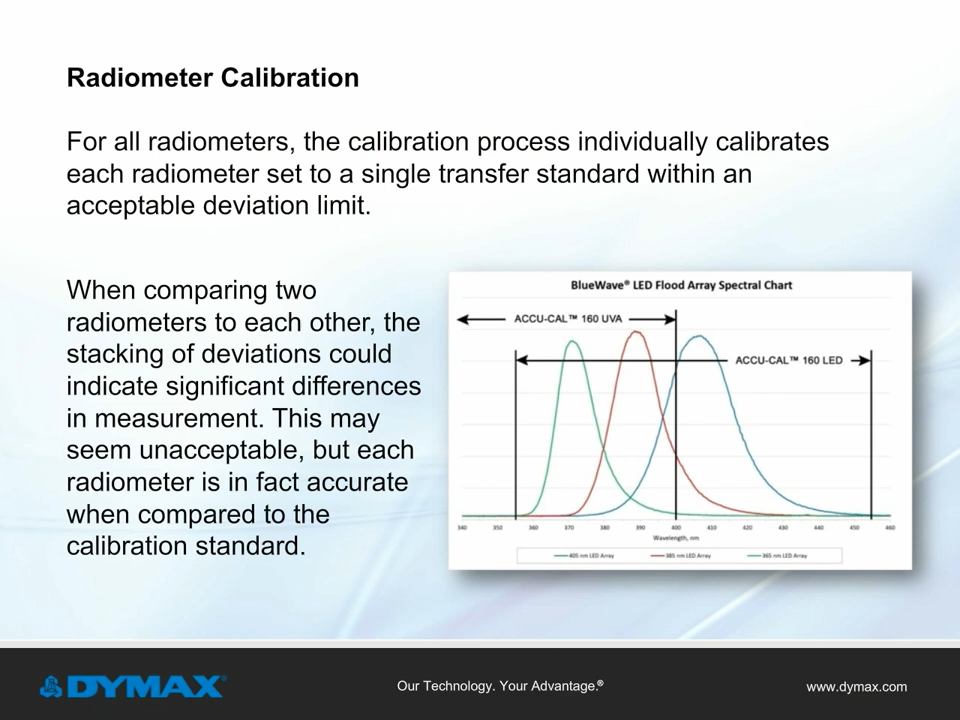 Radiometer Calibration
For all radiometers, the calibration process individually calibrates
each radiometer set to a single transfer standard within an
acceptable deviation limit.
When comparing two
radiometers to each other, the
stacking of deviations could
indicate significant differences
in measurement. This may
seem unacceptable, but each
radiometer is in fact accurate
when compared to the
calibration standard.
BlueWave® LED Flood Array Spectral Chart
ACCU-CAL™ 160 UVA
ACCU-CAL™ 160 LED
340 350 360 370 380 390 400 410 420 430 440 450 460
Wavelength, nm
405 nm LED Array 385 nm LED Array 365 nm LED Array
DYMAX®
Our Technology. Your Advantage.®
www.dymax.com